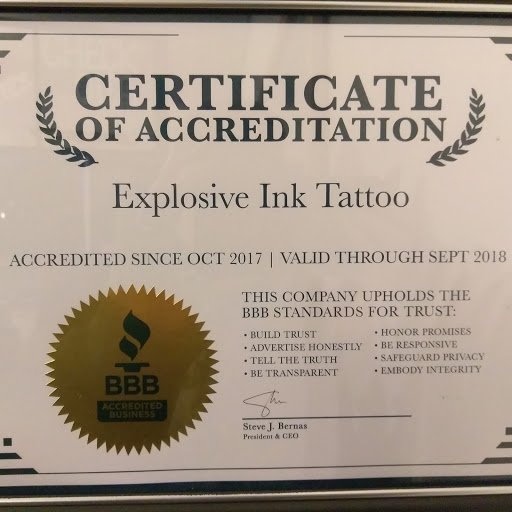 CERTIFICATE
OF ACCREDITATION
Explosive Ink Tattoo
ACCREDITED SINCE OCT 2017 | VALID THROUGH SEPT 2018
THIS COMPANY UPHOLDS THE
BBB STANDARDS FOR TRUST:
• BUILD TRUST
• ADVERTISE HONESTLY
• TELL THE TRUTH
• BE TRANSPARENT
• HONOR PROMISES
• BE RESPONSIVE
• SAFEGUARD PRIVACY
• EMBODY INTEGRITY
BBB
ACCREDITED
BUSINESS
Steve J. Bernas
President & CEO